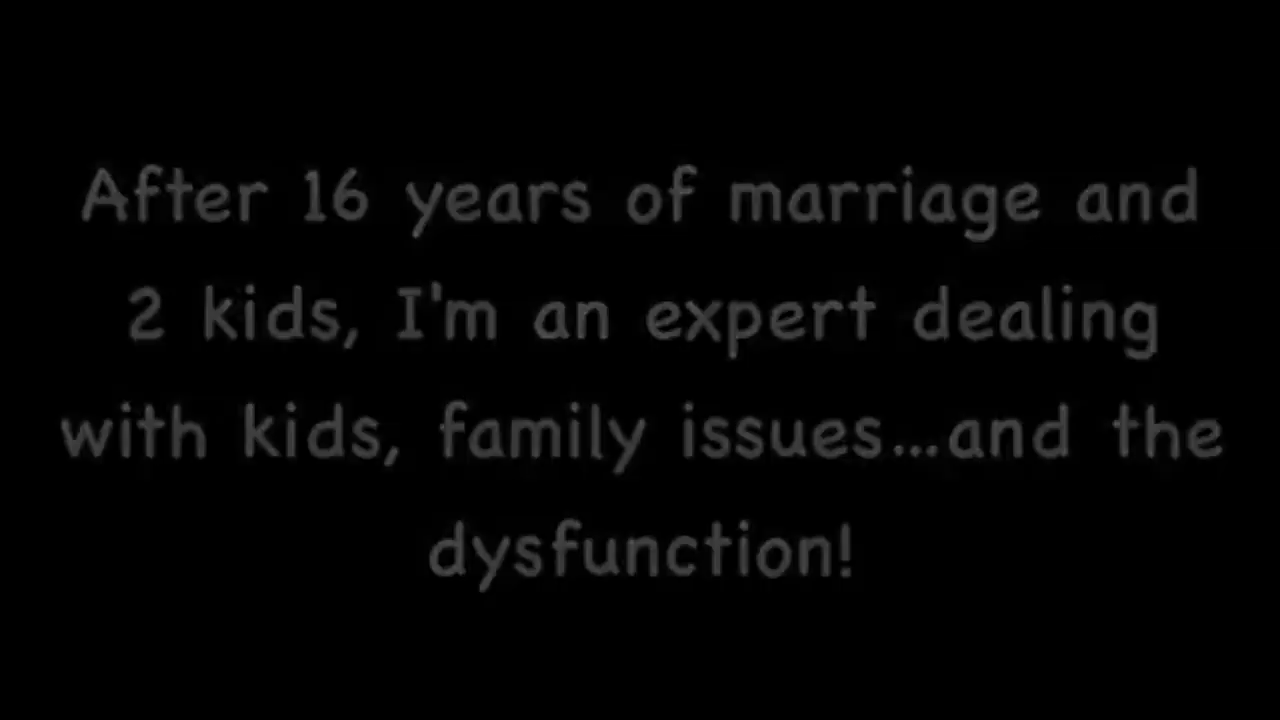 After 16 years of marriage and
2 kids, I'm an expert dealing
with kids, family issues...and the
dysfunction!